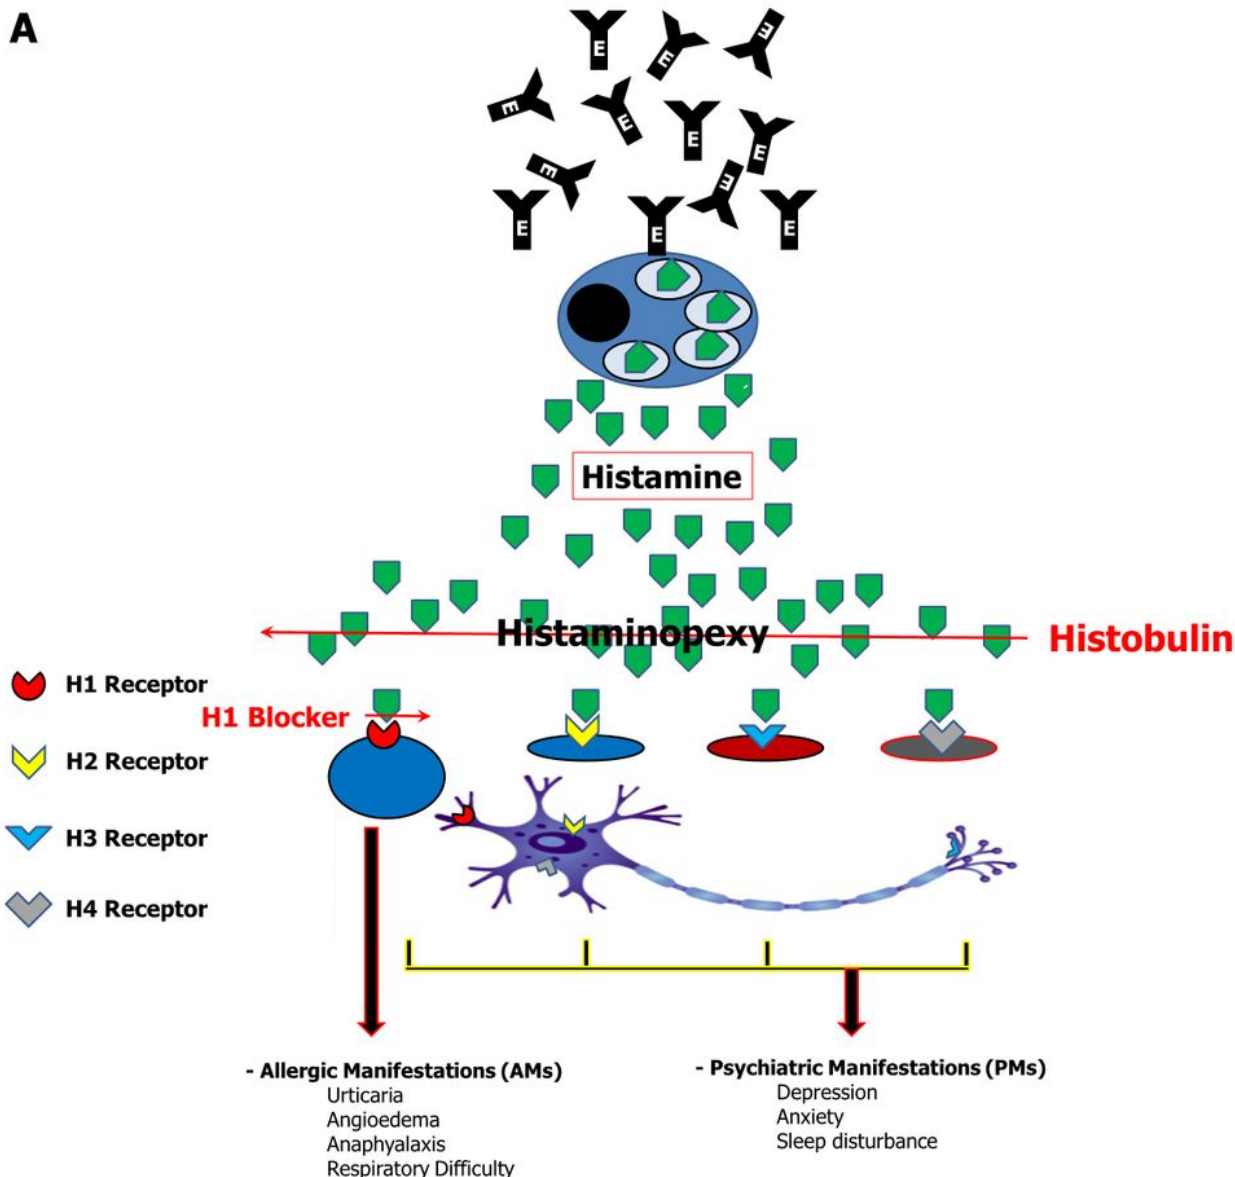 A
E
E
E
E
E
E
E
E
E
E
E
E
Histamine
Histaminopexy
Histobulin
H1 Receptor
H1 Blocker
H2 Receptor
H3 Receptor
H4 Receptor
- Allergic Manifestations (AMs)
Urticaria
Angioedema
Anaphyalaxis
Respiratory Difficulty
- Psychiatric Manifestations (PMs)
Depression
Anxiety
Sleep disturbance